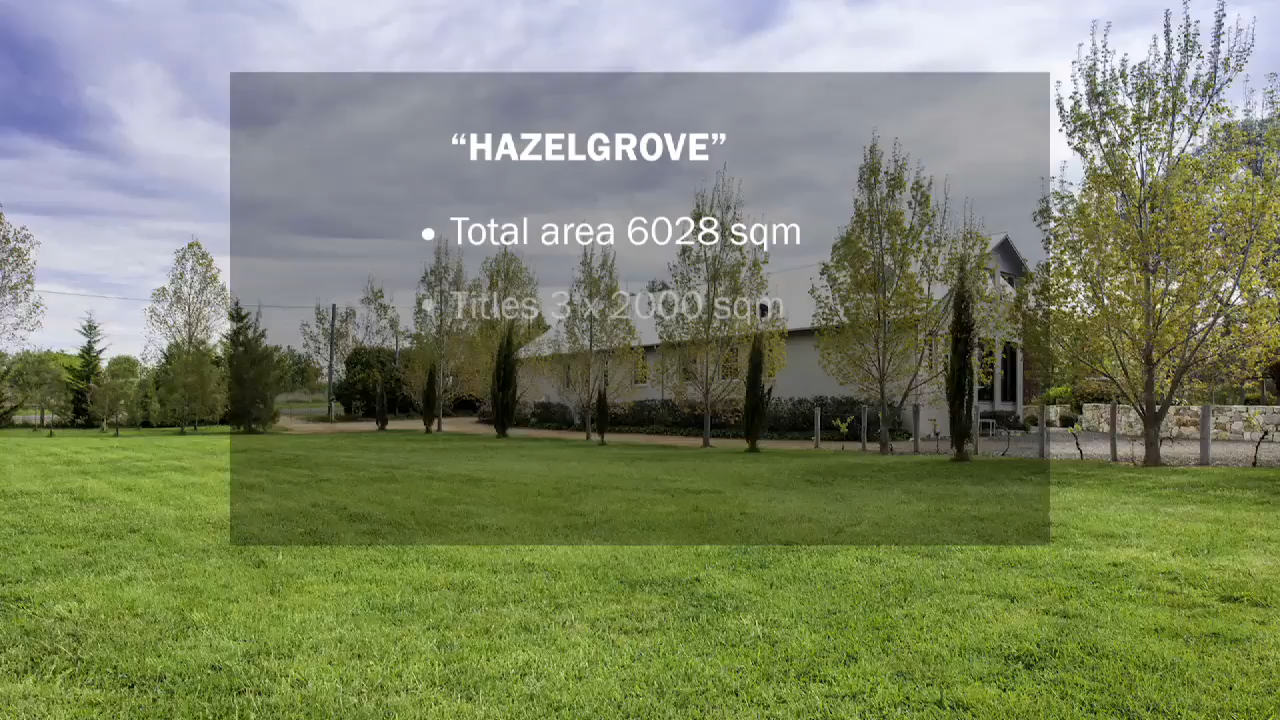 “HAZELGROVE”
• Total area 6028 sqm
• Titles 3 x 2000 sqm